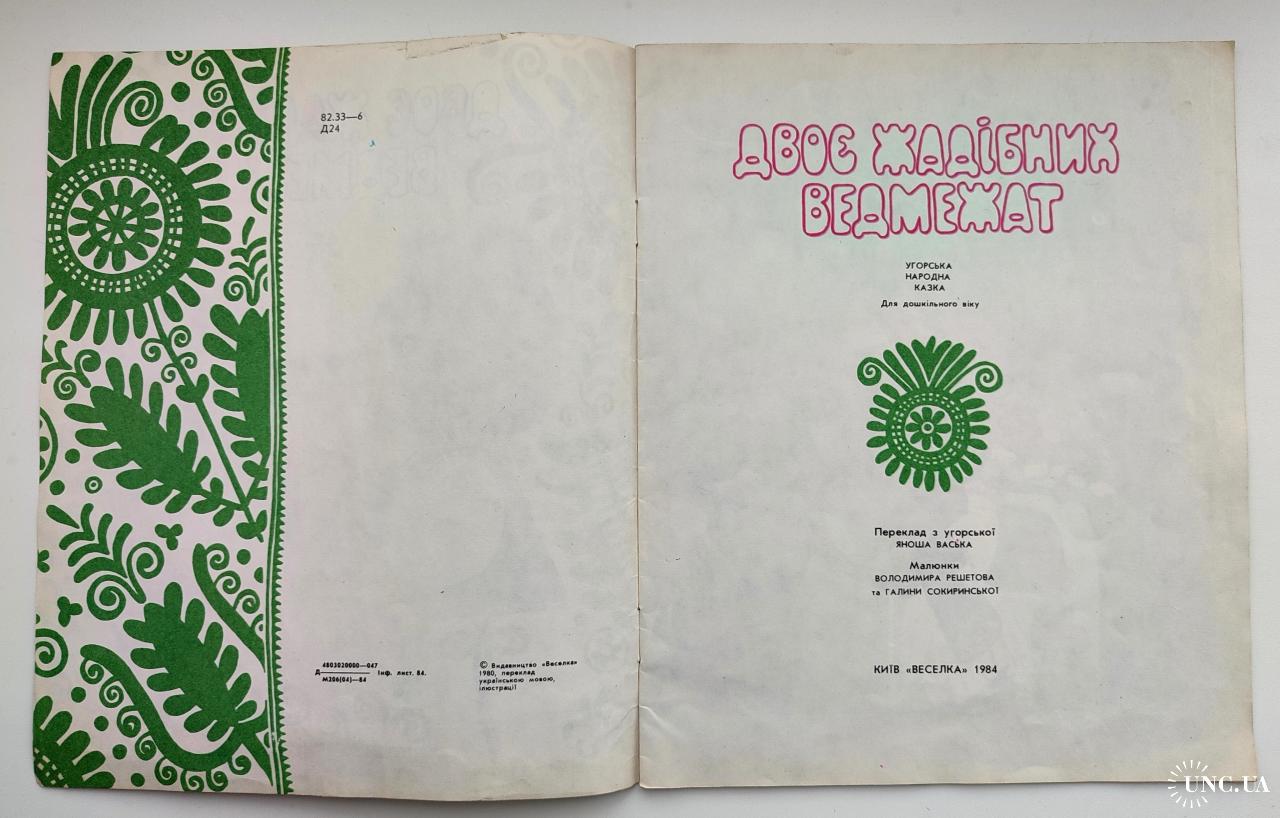 82.33—6
Д24
4803020000—047
Д———— Інф. лист. 84.
М206(04)—84
© Видавництво «Веселка»
1980, переклад
українською мовою,
ілюстрації
ДВОЄ ЖАДІБНИХ
ВЕДМЕЖАТ
УГОРСЬКА
НАРОДНА
КАЗКА
Для дошкільного віку
Переклад з угорської
ЯНОША ВАСЬКА
Малюнки
ВОЛОДИМИРА РЕШЕТОВА
та ГАЛИНИ СОКИРИНСЬКОЇ
КИЇВ «ВЕСЕЛКА» 1984
UNC.UA